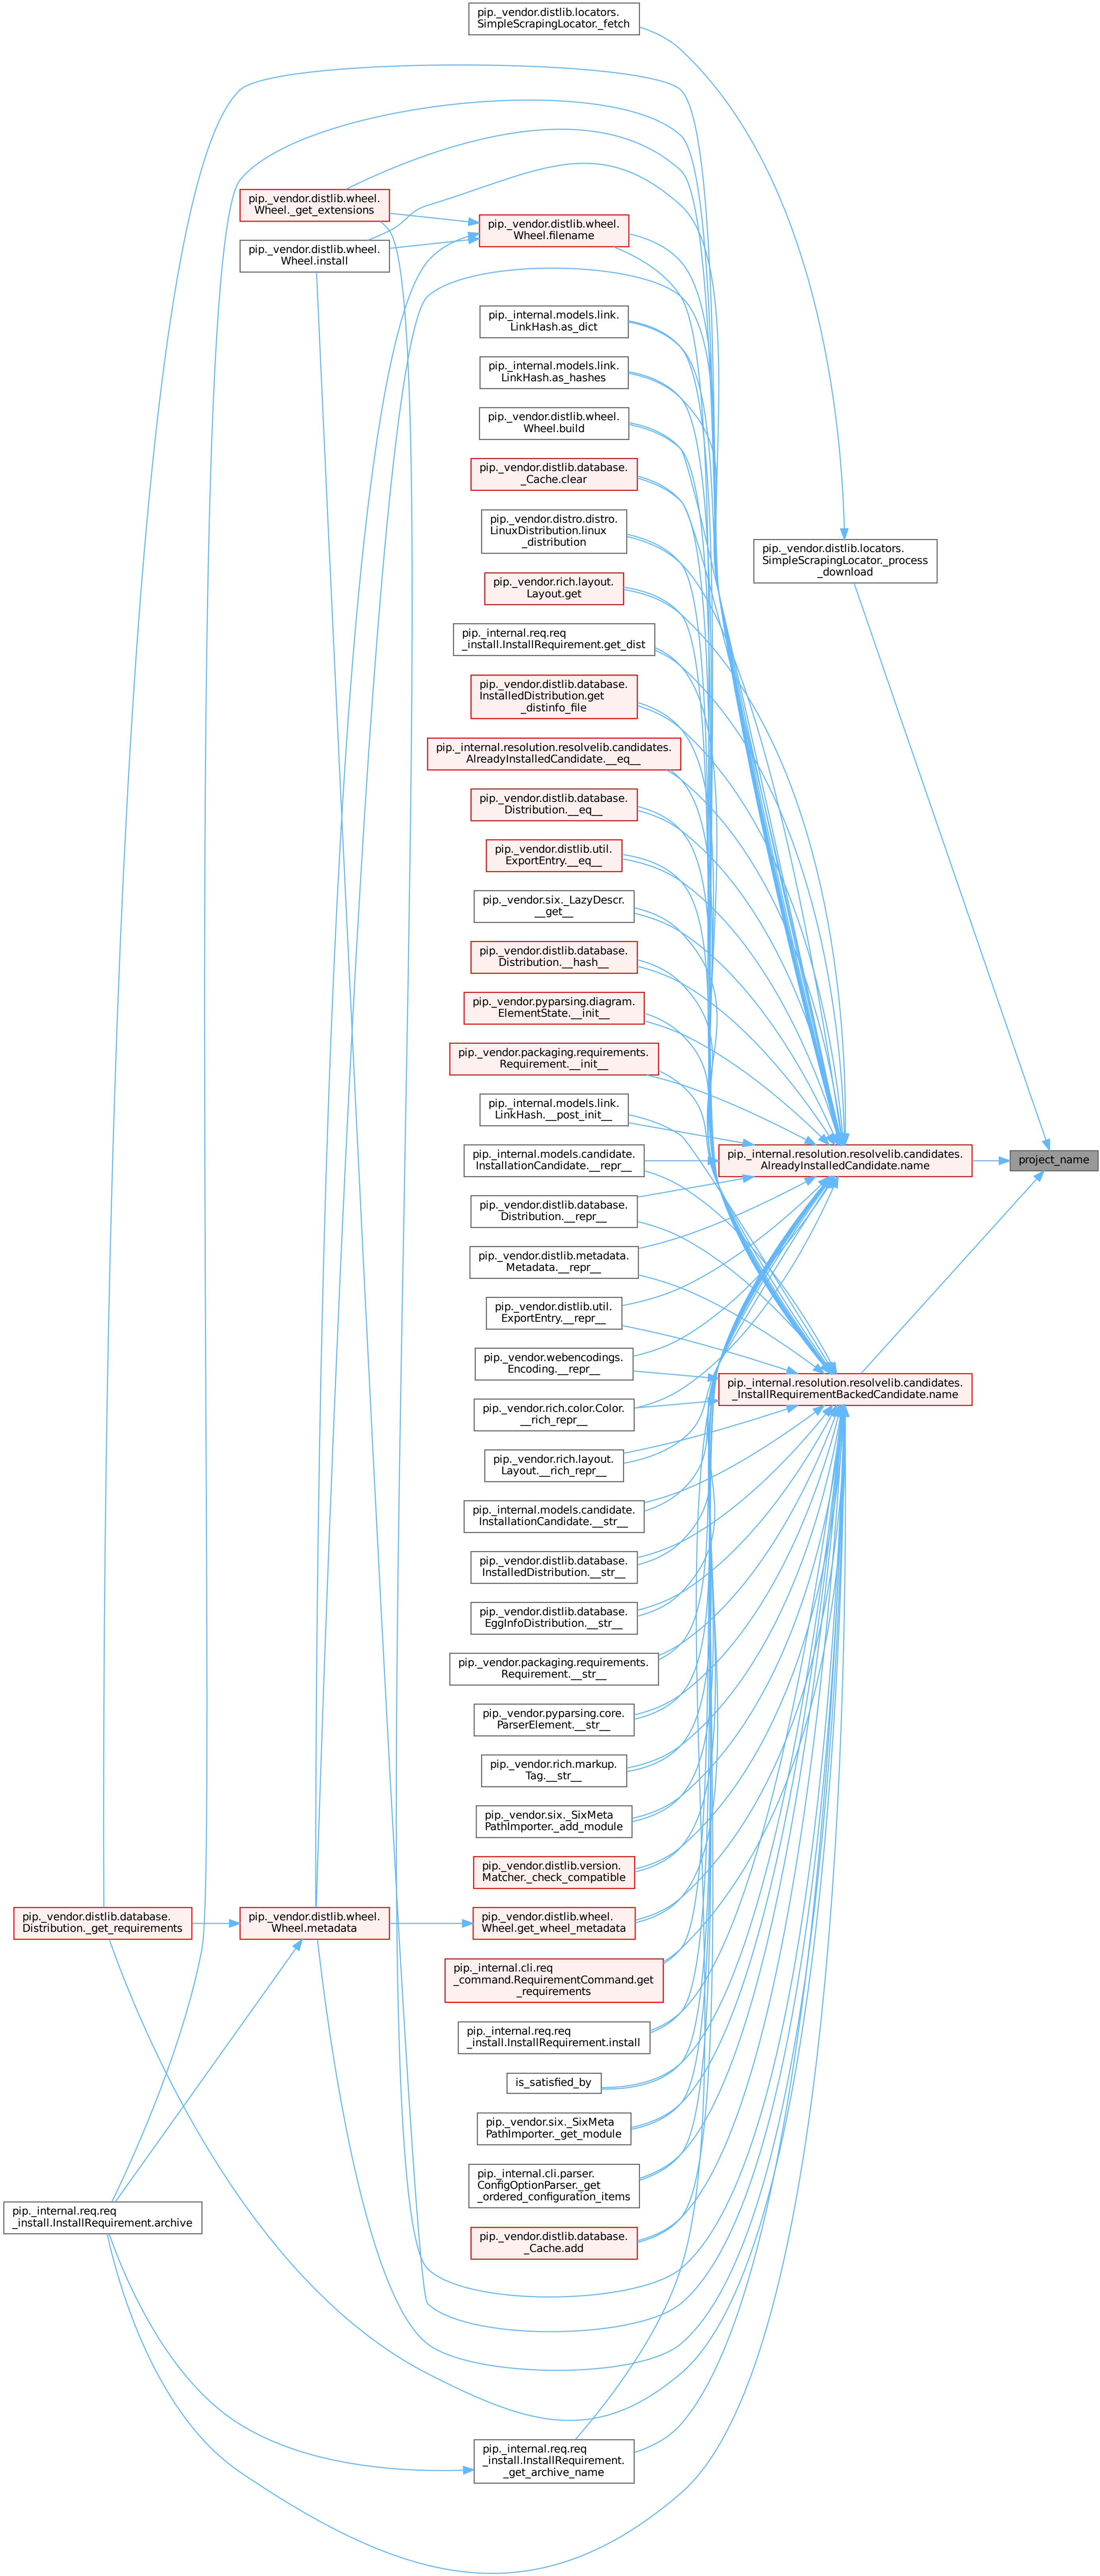 pip._vendor.distlib.locators.
SimpleScrapingLocator._fetch
pip._vendor.distlib.wheel.
Wheel._get_extensions
pip._vendor.distlib.wheel.
Wheel.filename
pip._vendor.distlib.wheel.
Wheel.install
pip._internal.models.link.
LinkHash.as_dict
pip._internal.models.link.
LinkHash.as_hashes
pip._vendor.distlib.wheel.
Wheel.build
pip._vendor.distlib.database.
_Cache.clear
pip._vendor.distro.distro.
LinuxDistribution.linux
_distribution
pip._vendor.distlib.locators.
SimpleScrapingLocator._process
_download
pip._vendor.rich.layout.
Layout.get
pip._internal.req.req
_install.InstallRequirement.get_dist
pip._vendor.distlib.database.
InstalledDistribution.get
_distinfo_file
pip._internal.resolution.resolvelib.candidates.
AlreadyInstalledCandidate.__eq__
pip._vendor.distlib.database.
Distribution.__eq__
pip._vendor.distlib.util.
ExportEntry.__eq__
pip._vendor.six._LazyDescr.
__get__
pip._vendor.distlib.database.
Distribution.__hash__
pip._vendor.pyparsing.diagram.
ElementState.__init__
pip._vendor.packaging.requirements.
Requirement.__init__
pip._internal.models.link.
LinkHash.__post_init__
pip._internal.models.candidate.
InstallationCandidate.__repr__
pip._internal.resolution.resolvelib.candidates.
AlreadyInstalledCandidate.name
project_name
pip._vendor.distlib.database.
Distribution.__repr__
pip._vendor.distlib.metadata.
Metadata.__repr__
pip._vendor.distlib.util.
ExportEntry.__repr__
pip._vendor.webencodings.
Encoding.__repr__
pip._internal.resolution.resolvelib.candidates.
_InstallRequirementBackedCandidate.name
pip._vendor.rich.color.Color.
__rich_repr__
pip._vendor.rich.layout.
Layout.__rich_repr__
pip._internal.models.candidate.
InstallationCandidate.__str__
pip._vendor.distlib.database.
InstalledDistribution.__str__
pip._vendor.distlib.database.
EggInfoDistribution.__str__
pip._vendor.packaging.requirements.
Requirement.__str__
pip._vendor.pyparsing.core.
ParserElement.__str__
pip._vendor.rich.markup.
Tag.__str__
pip._vendor.six._SixMeta
PathImporter._add_module
pip._vendor.distlib.version.
Matcher._check_compatible
pip._vendor.distlib.database.
Distribution._get_requirements
pip._vendor.distlib.wheel.
Wheel.metadata
pip._vendor.distlib.wheel.
Wheel.get_wheel_metadata
pip._internal.cli.req
_command.RequirementCommand.get
_requirements
pip._internal.req.req
_install.InstallRequirement.install
is_satisfied_by
pip._vendor.six._SixMeta
PathImporter._get_module
pip._internal.cli.parser.
ConfigOptionParser._get
_ordered_configuration_items
pip._internal.req.req
_install.InstallRequirement.archive
pip._vendor.distlib.database.
_Cache.add
pip._internal.req.req
_install.InstallRequirement.
_get_archive_name